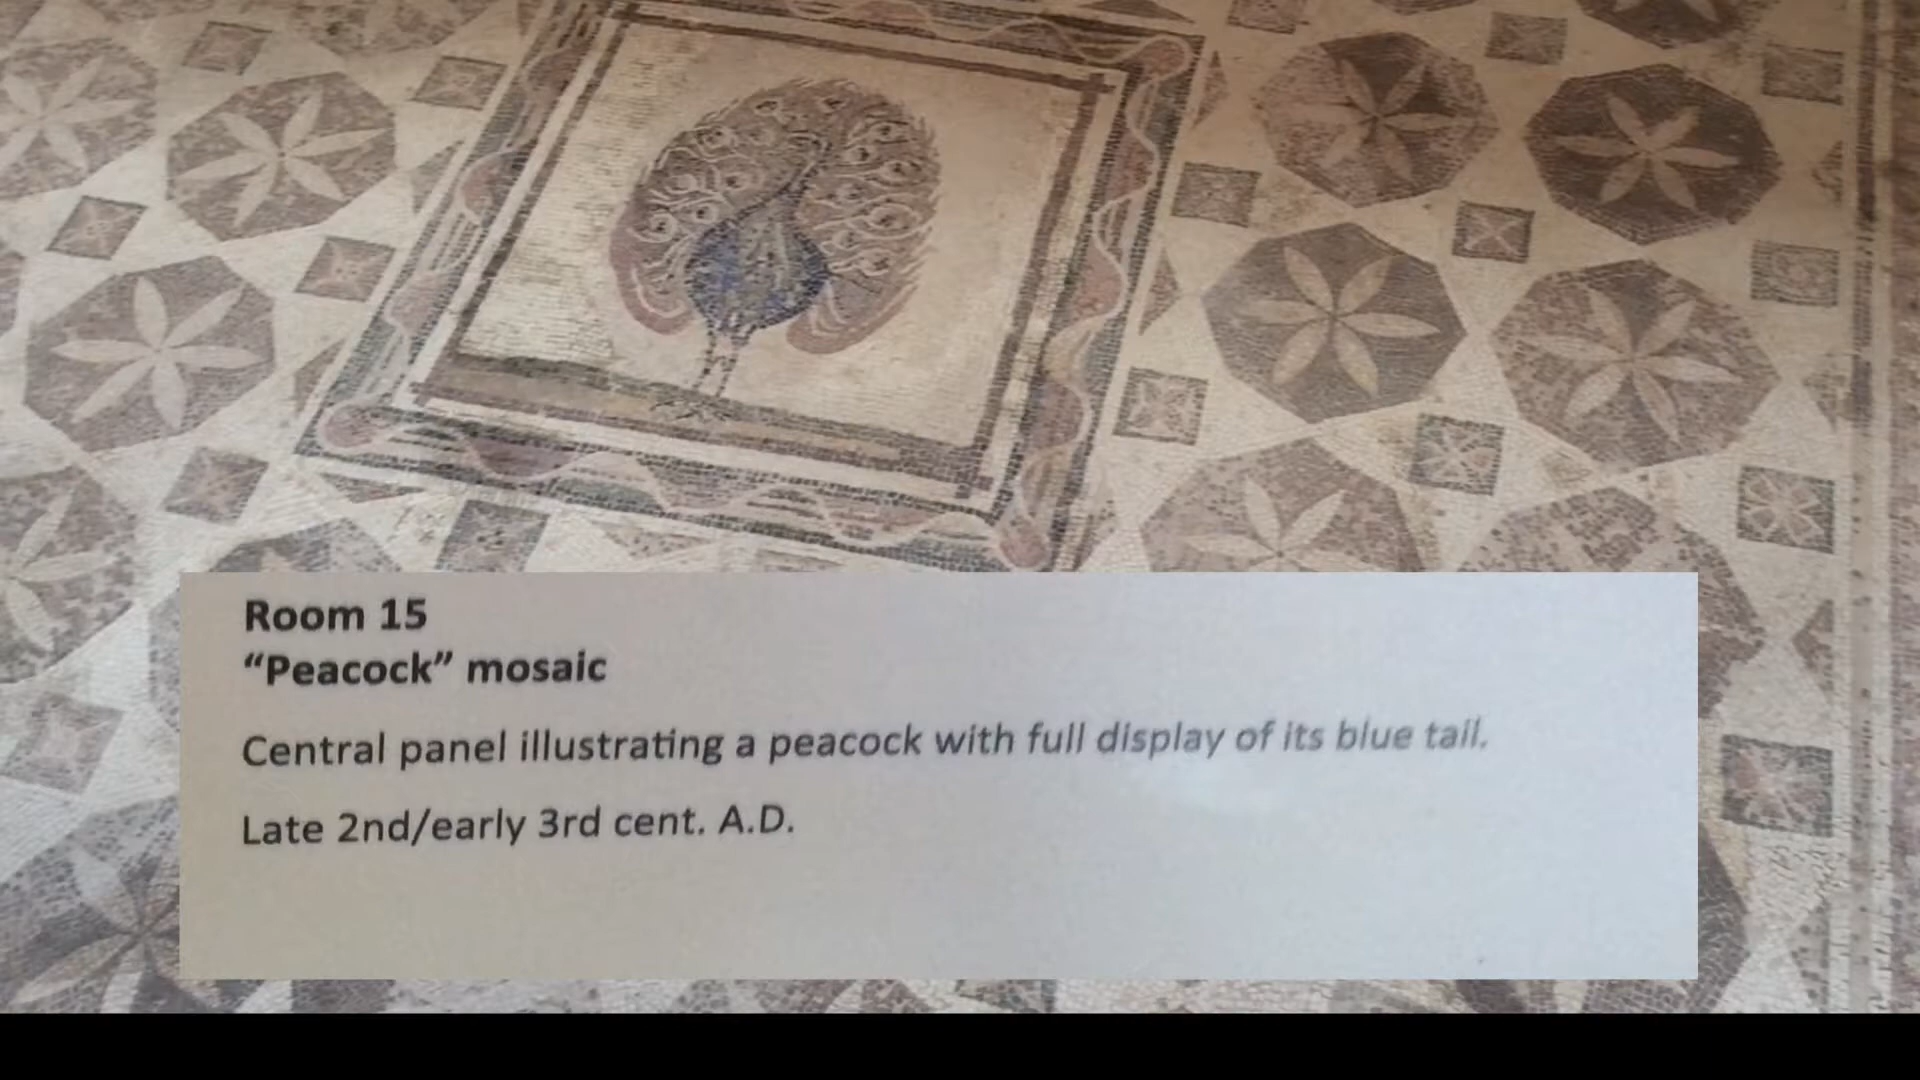 Room 15
“Peacock” mosaic
Central panel illustrating a peacock with full display of its blue tail.
Late 2nd/early 3rd cent. A.D.